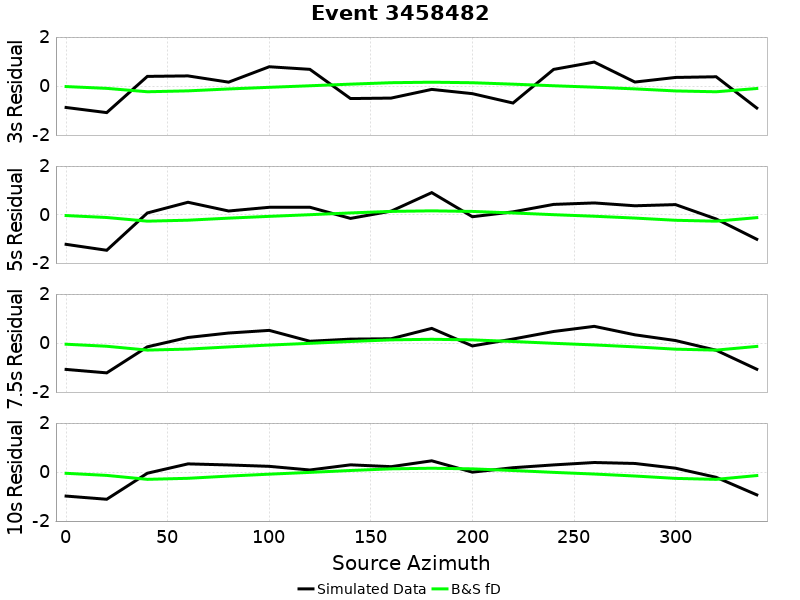 Event 3458482
3s Residual
2
0
-2
5s Residual
2
0
-2
7.5s Residual
2
0
-2
10s Residual
2
0
-2
0 50 100 150 200 250 300
Source Azimuth
Simulated Data B&S fD